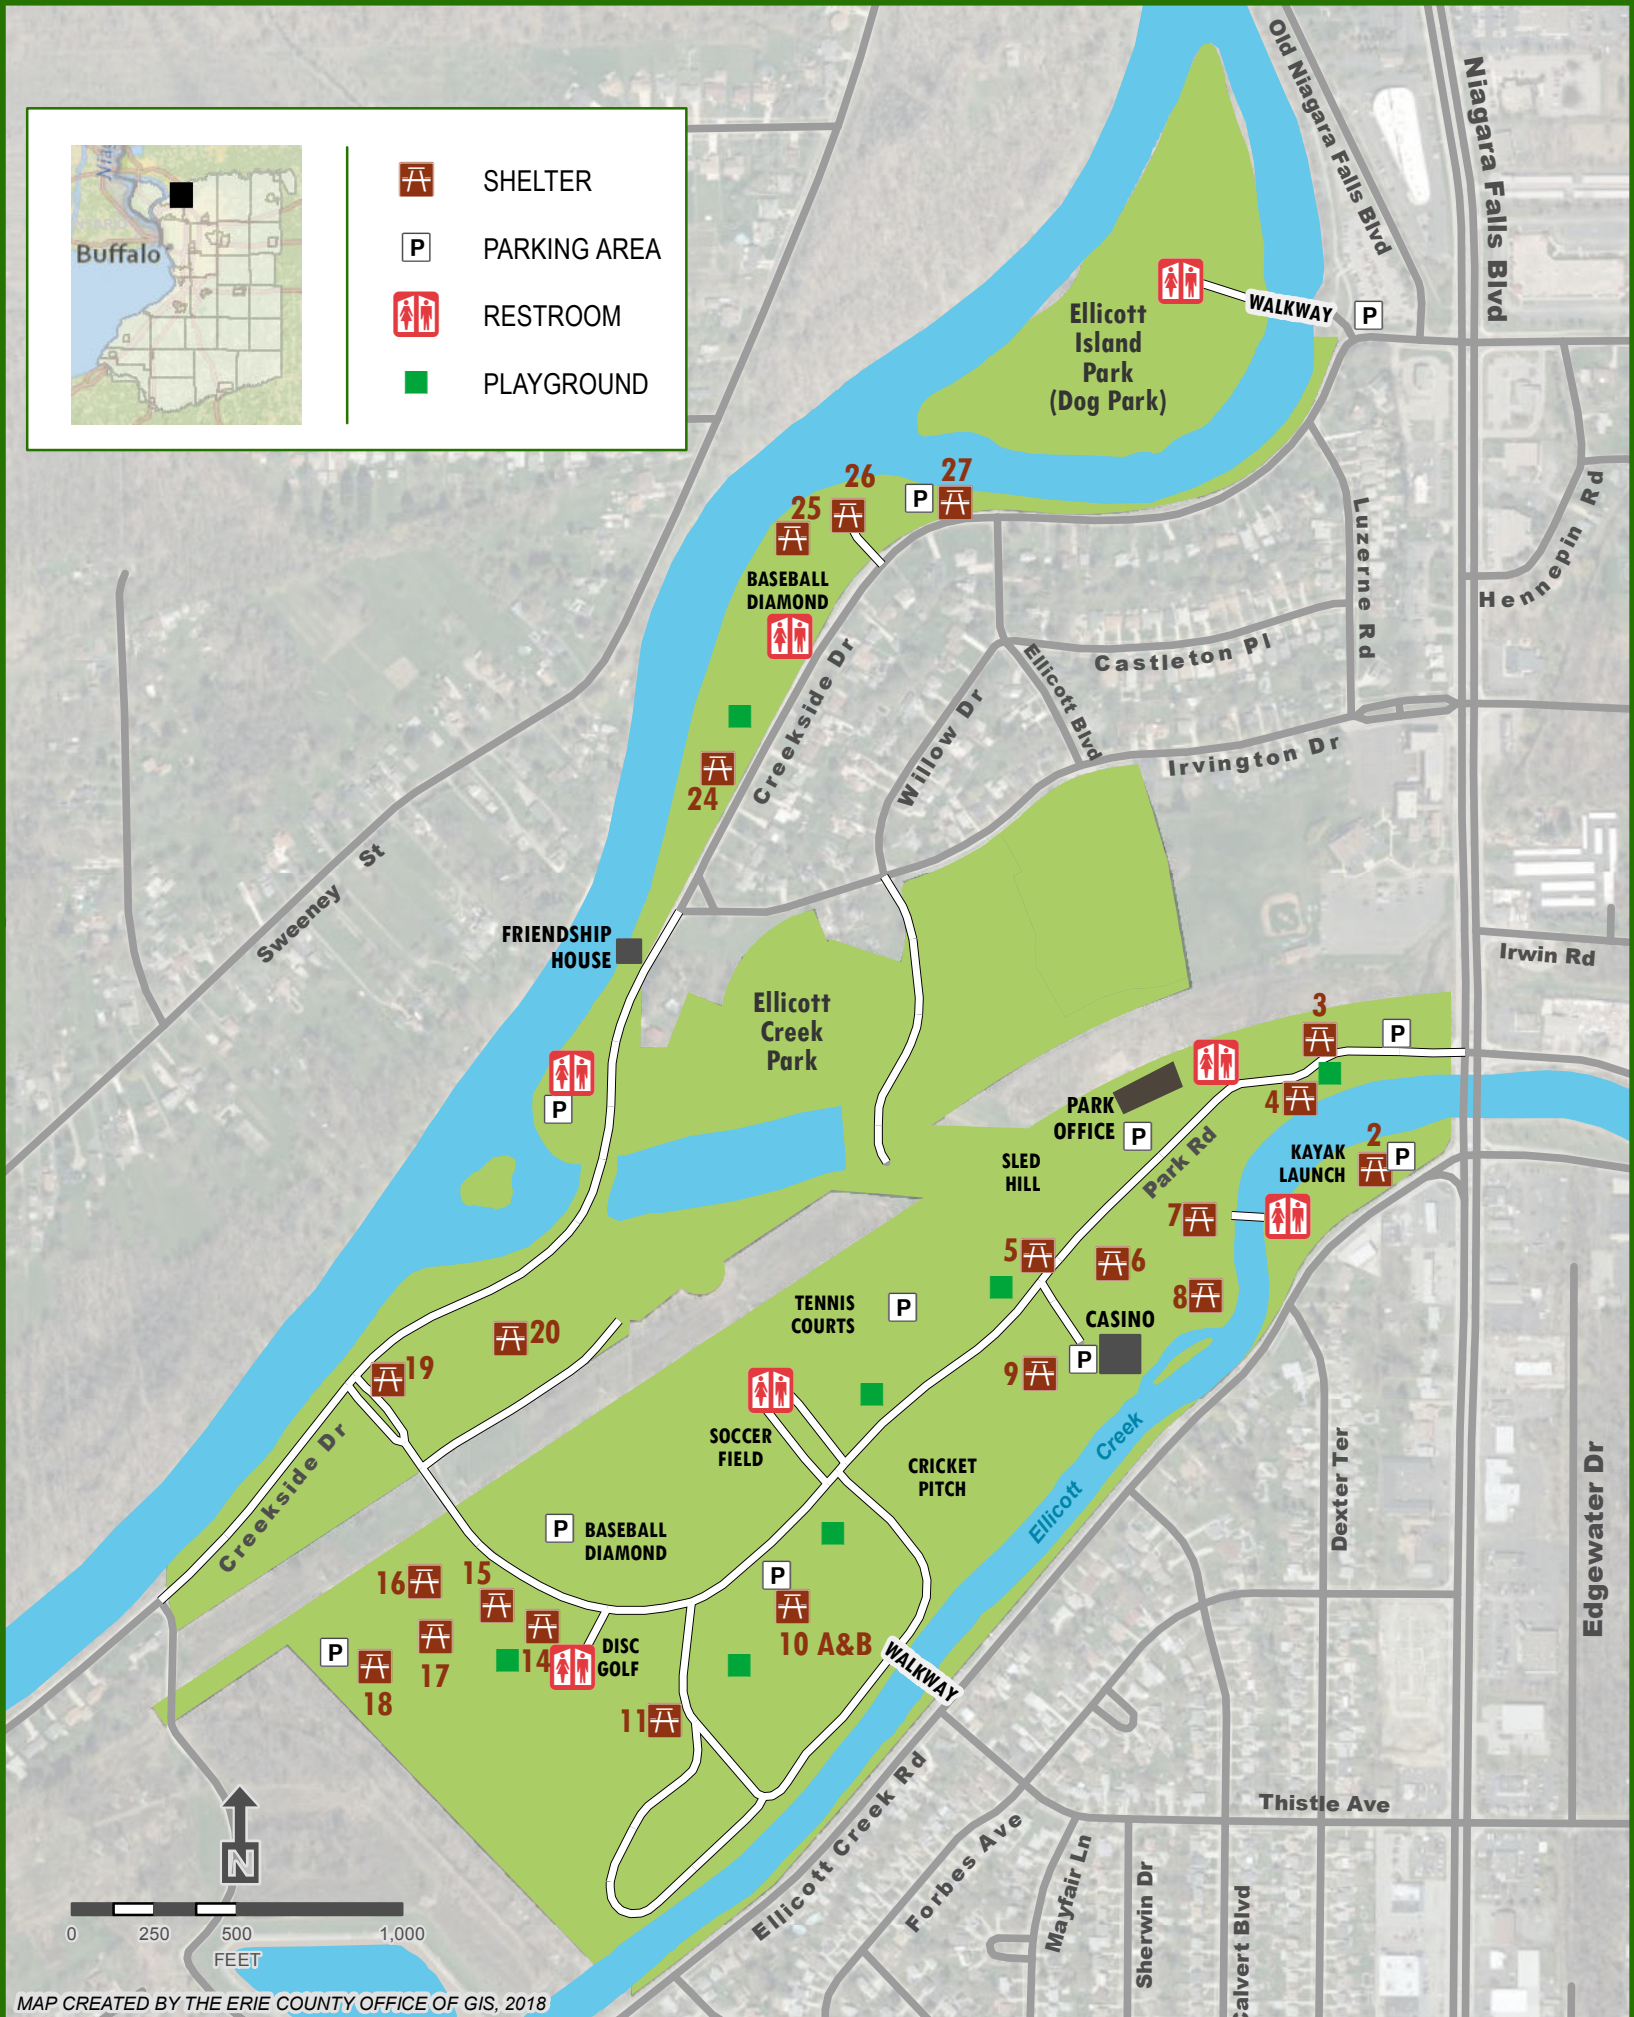 Buffalo
SHELTER
P
PARKING AREA
RESTROOM
PLAYGROUND
Old Niagara Falls Blvd
Niagara Falls Blvd
WALKWAY
P
Ellicott
Island
Park
(Dog Park)
27
26
25
P
BASEBALL
DIAMOND
24
Creekside Dr
Willow Dr
Ellicott Blvd
Castleton Pl
Luzerne Rd
Hennepin Rd
Irvington Dr
Sweeney St
FRIENDSHIP
HOUSE
Ellicott
Creek
Park
P
Irwin Rd
3
P
4
PARK
OFFICE
P
Park Rd
SLED
HILL
2
P
KAYAK
LAUNCH
7
5
6
8
TENNIS
COURTS
P
CASINO
P
9
20
19
Creekside Dr
SOCCER
FIELD
CRICKET
PITCH
Ellicott Creek
Dexter Ter
Edgewater Dr
P
BASEBALL
DIAMOND
16
15
17
P
18
14
DISC
GOLF
P
10 A&B
11
WALKWAY
Ellicott Creek Rd
Forbes Ave
Thistle Ave
Mayfair Ln
Sherwin Dr
Calvert Blvd
N
0
250
500
1,000
FEET
MAP CREATED BY THE ERIE COUNTY OFFICE OF GIS, 2018